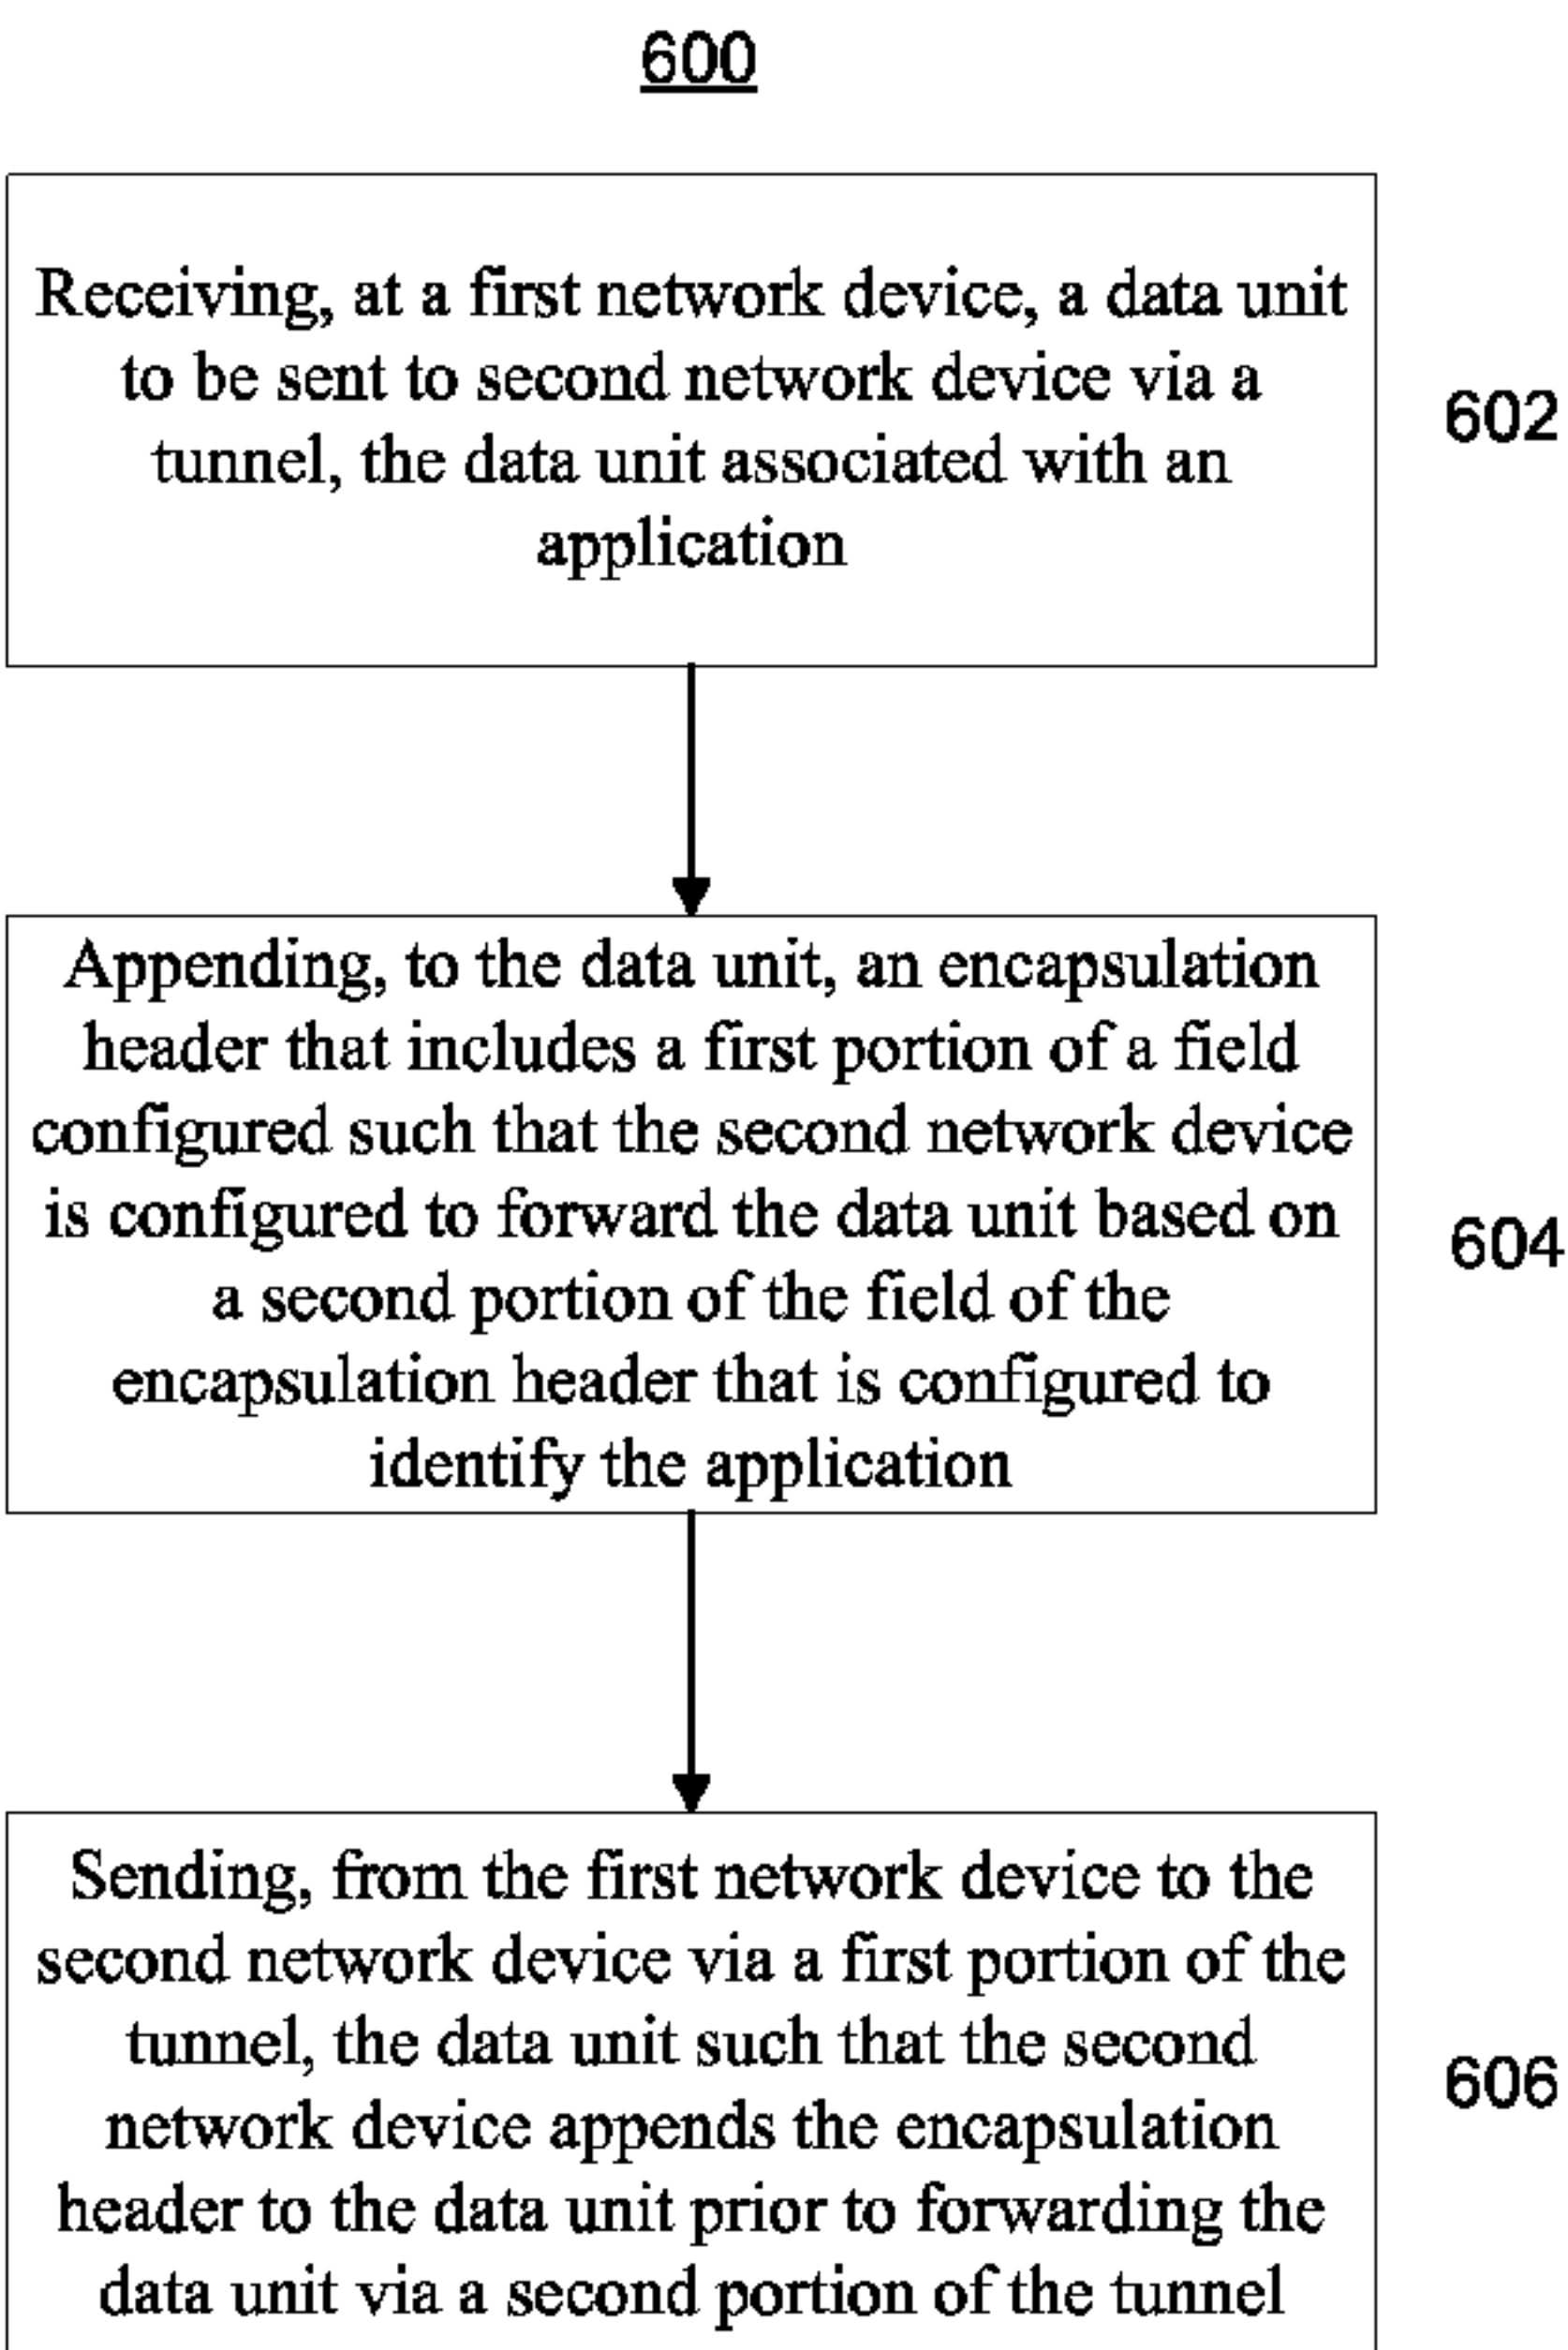 600
Receiving, at a first network device, a data unit
to be sent to second network device via a
tunnel, the data unit associated with an
application
602
Appending, to the data unit, an encapsulation
header that includes a first portion of a field
configured such that the second network device
is configured to forward the data unit based on
a second portion of the field of the
encapsulation header that is configured to
identify the application
604
Sending, from the first network device to the
second network device via a first portion of the
tunnel, the data unit such that the second
network device appends the encapsulation
header to the data unit prior to forwarding the
data unit via a second portion of the tunnel
606